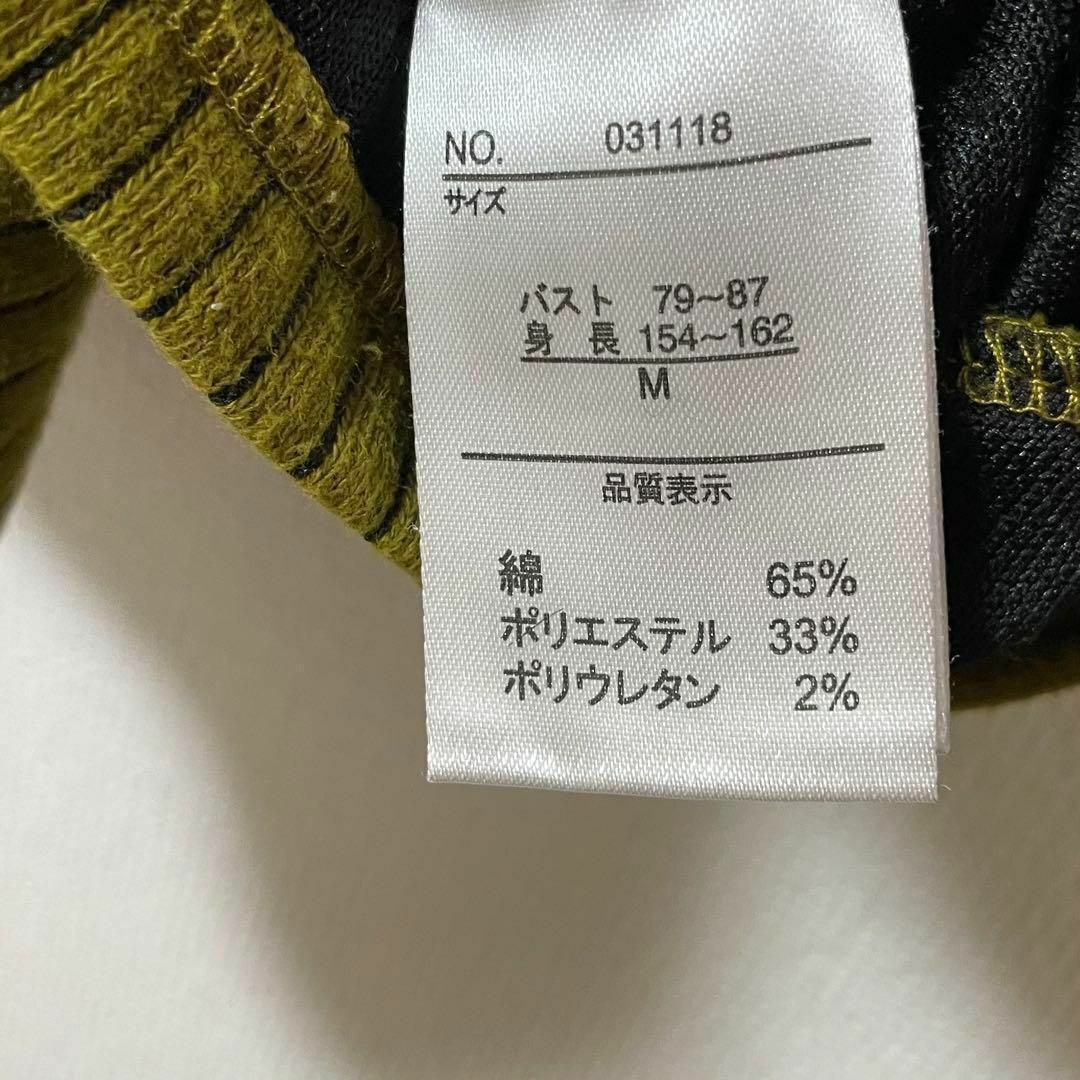 NO. 031118
サイズ
バスト 79~87
身長 154~162
M
品質表示
綿 65%
ポリエステル 33%
ポリウレタン 2%